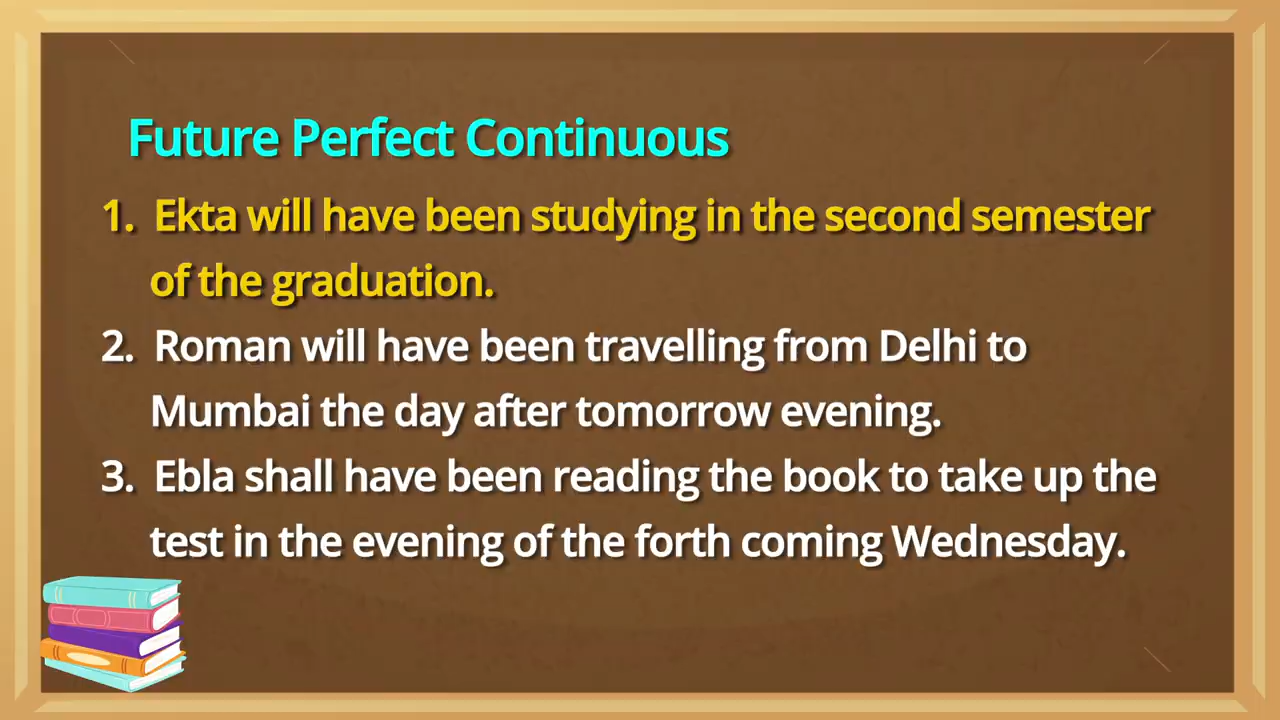 Future Perfect Continuous
1. Ekta will have been studying in the second semester
of the graduation.
2. Roman will have been travelling from Delhi to
Mumbai the day after tomorrow evening.
3. Ebla shall have been reading the book to take up the
test in the evening of the forth coming Wednesday.